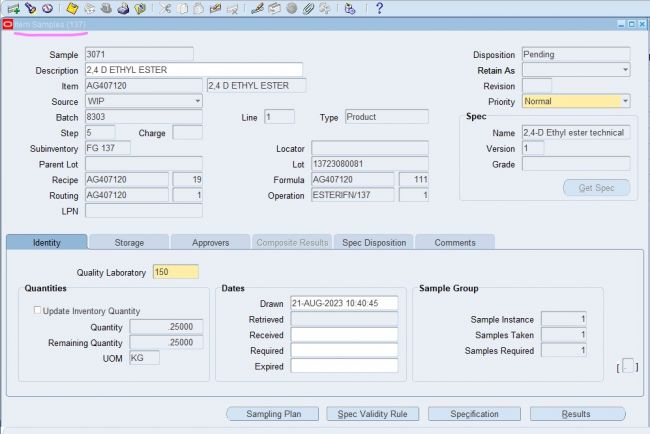 Item Samples (137)
Sample 3071
Disposition Pending
Description 2,4 D ETHYL ESTER
Retain As
Item AG407120 2,4 D ETHYL ESTER
Revision
Source WIP
Priority Normal
Batch 8303 Line 1 Type Product
Spec
Step 5 Charge
Name 2,4-D Ethyl ester technical
Subinventory FG 137 Locator
Version 1
Parent Lot Lot 13723080081
Grade
Recipe AG407120 19 Formula AG407120 111
Get Spec
Routing AG407120 1 Operation ESTERIFN/137 1
LPN
Identity Storage Approvers Composite Results Spec Disposition Comments
Quality Laboratory 150
Quantities Dates Sample Group
Update Inventory Quantity
Drawn 21-AUG-2023 10:40:45
Quantity .25000
Retrieved
Sample Instance 1
Remaining Quantity .25000
Received
Samples Taken 1
UOM KG
Required
Samples Required 1
Expired
[ . ]
Sampling Plan Spec Validity Rule Specification Results